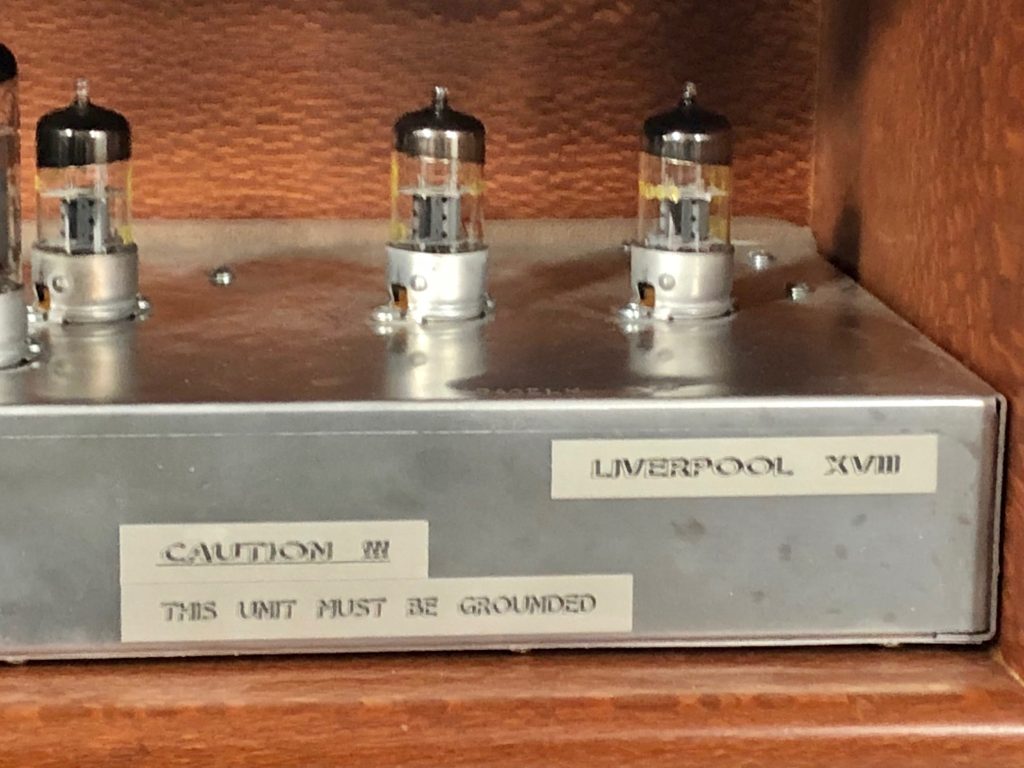 LIVERPOOL XVIII
CAUTION !!!
THIS UNIT MUST BE GROUNDED